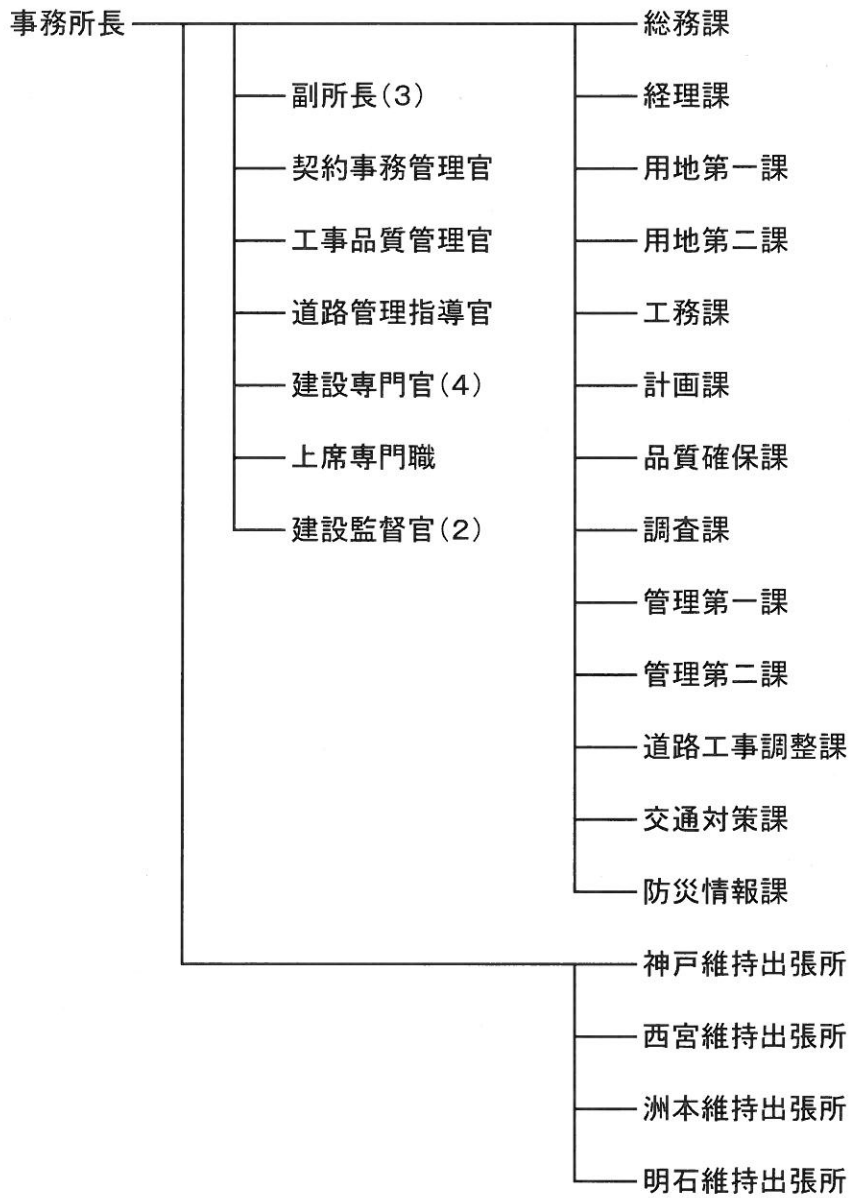 事務所長
副所長(3)
契約事務管理官
工事品質管理官
道路管理指導官
建設専門官(4)
上席専門職
建設監督官(2)
総務課
経理課
用地第一課
用地第二課
工務課
計画課
品質確保課
調査課
管理第一課
管理第二課
道路工事調整課
交通対策課
防災情報課
神戸維持出張所
西宮維持出張所
洲本維持出張所
明石維持出張所